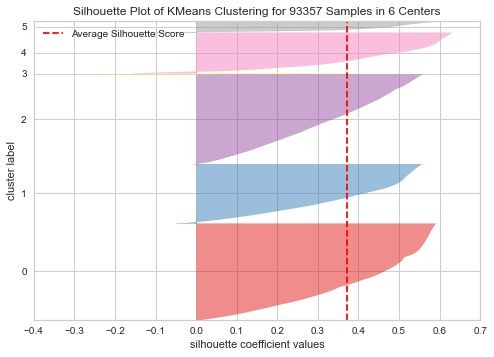 Silhouette Plot of KMeans Clustering for 93357 Samples in 6 Centers
Average Silhouette Score
5
4
3
2
1
0
cluster label
−0.4 −0.3 −0.2 −0.1 0.0 0.1 0.2 0.3 0.4 0.5 0.6 0.7
silhouette coefficient values